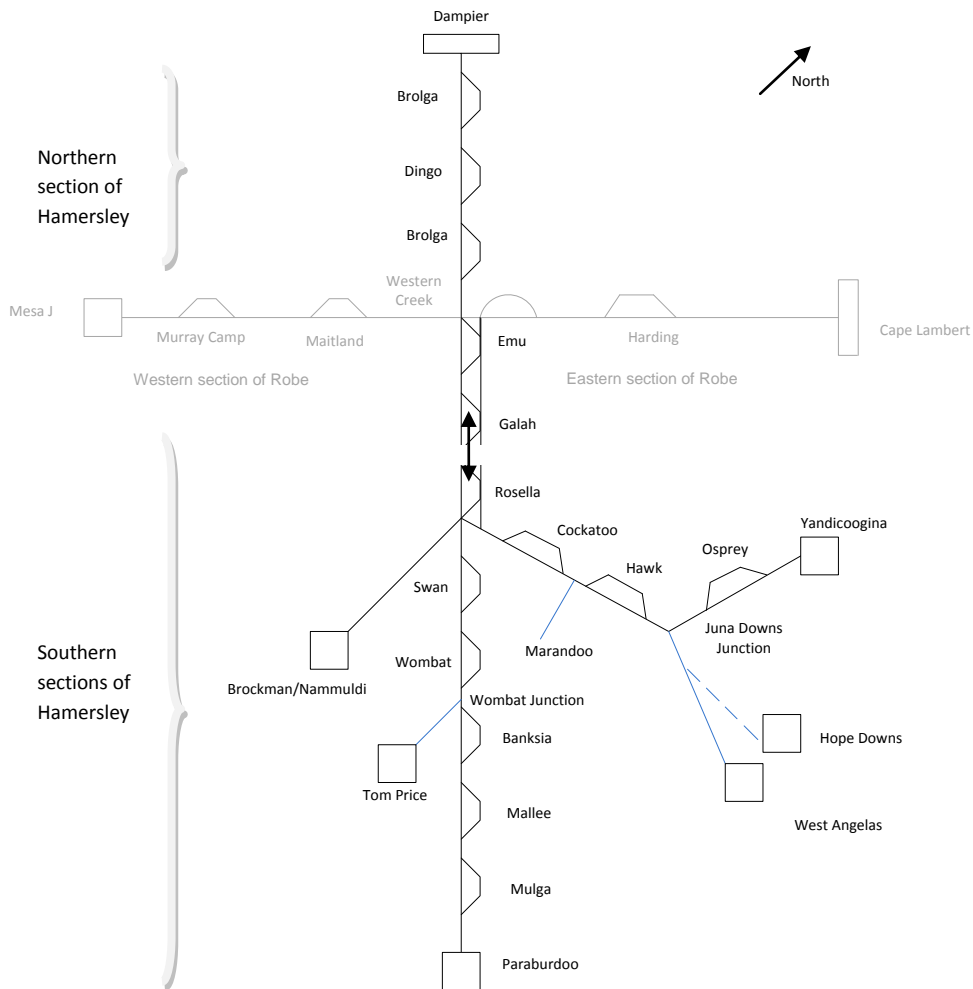 Dampier
North
Brolga
Northern
section of
Hamersley
Dingo
Brolga
Western
Creek
Mesa J
Murray Camp
Maitland
Emu
Harding
Cape Lambert
Western section of Robe
Eastern section of Robe
Galah
Rosella
Cockatoo
Yandicoogina
Osprey
Hawk
Swan
Juna Downs
Junction
Marandoo
Southern
sections of
Hamersley
Wombat
Brockman/Nammuldi
Wombat Junction
Banksia
Hope Downs
Tom Price
Mallee
West Angelas
Mulga
Paraburdoo